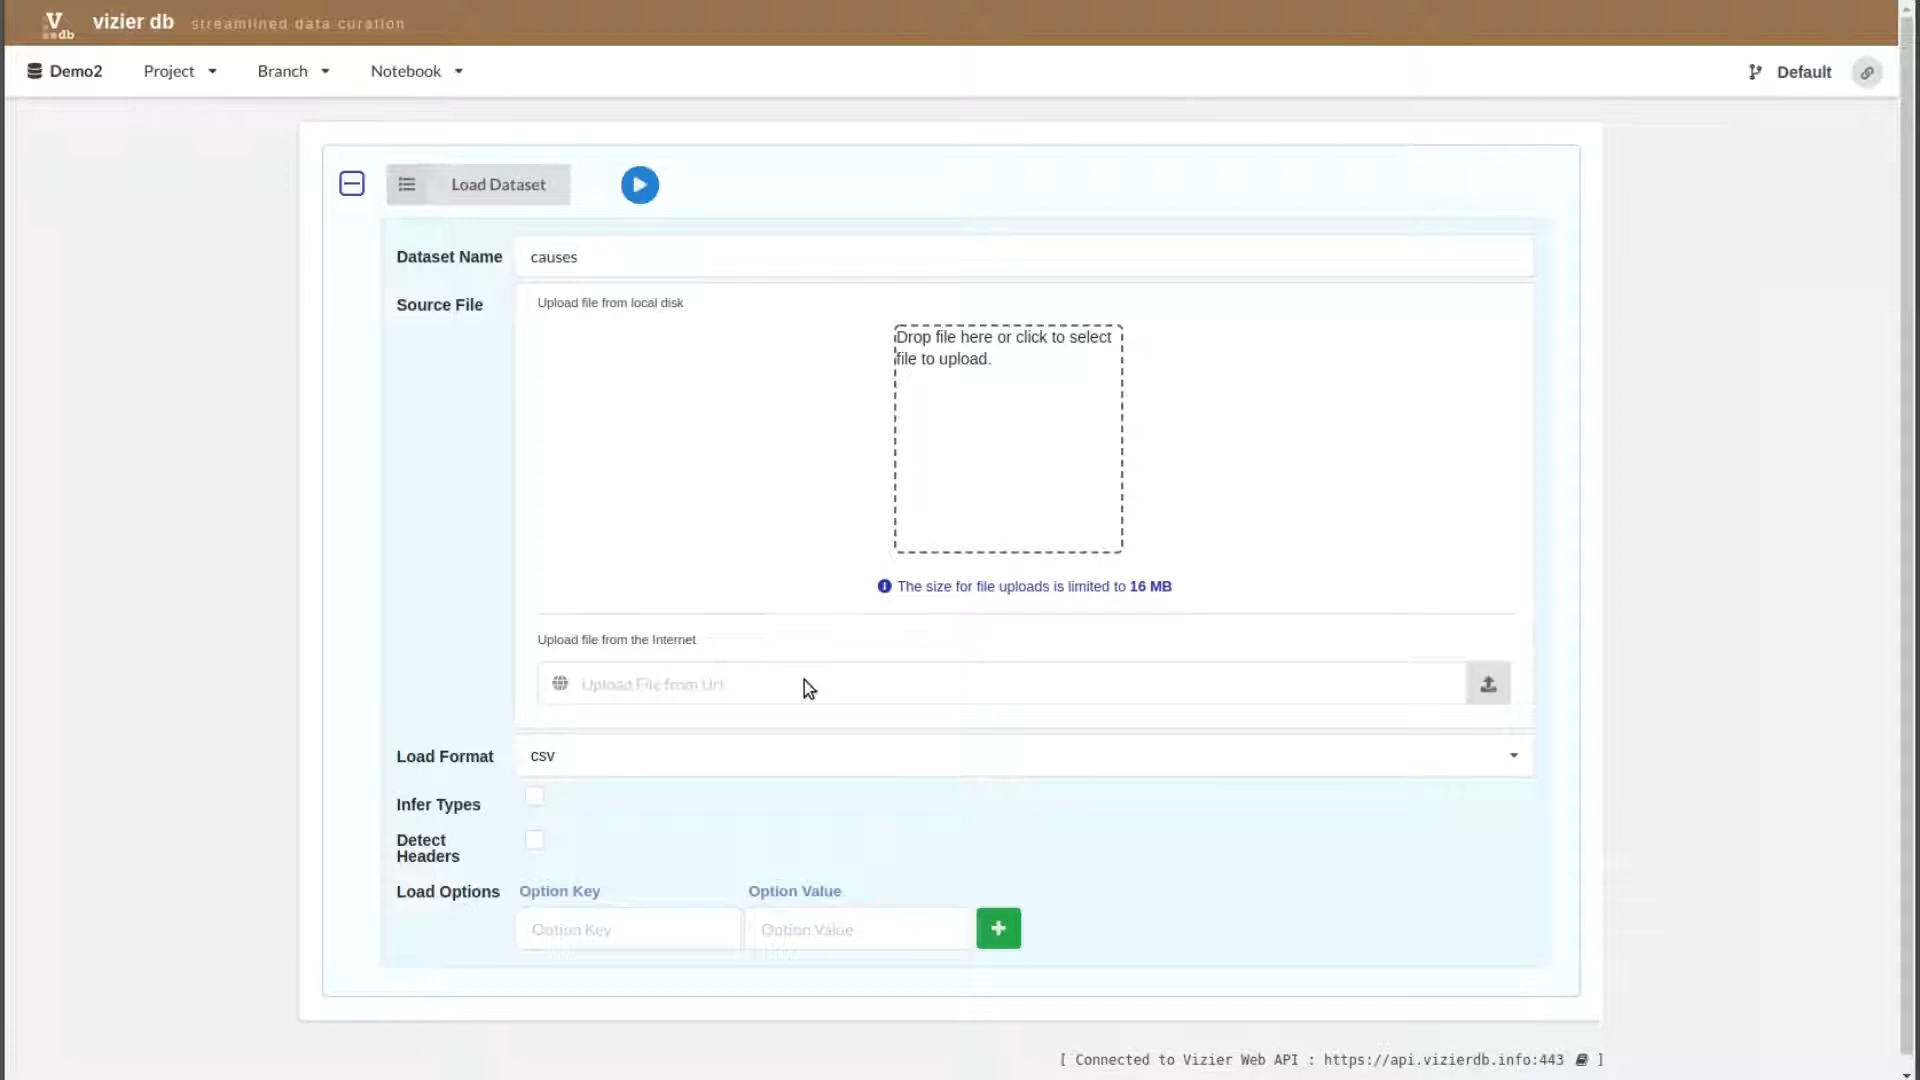 V
db
vizier db streamlined data curation
Demo2 Project Branch Notebook Default
Load Dataset
Dataset Name causes
Source File Upload file from local disk
Drop file here or click to select
file to upload.
The size for file uploads is limited to 16 MB
Upload file from the Internet
Upload File from Url
Load Format csv
Infer Types
Detect
Headers
Load Options Option Key Option Value
Option Key Option Value
[ Connected to Vizier Web API : https://api.vizierdb.info:443 ]